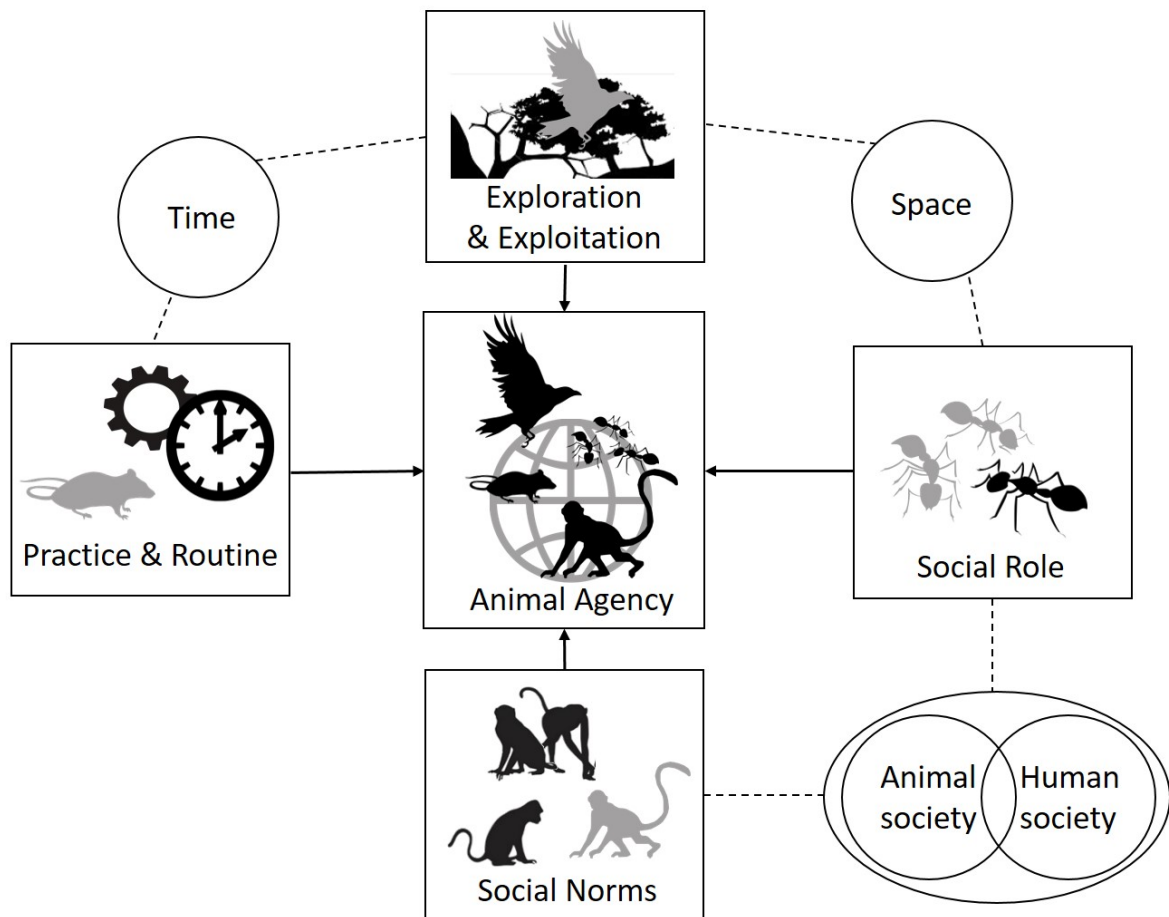 Exploration
& Exploitation
Time
Space
Practice & Routine
Animal Agency
Social Role
Social Norms
Animal
society
Human
society